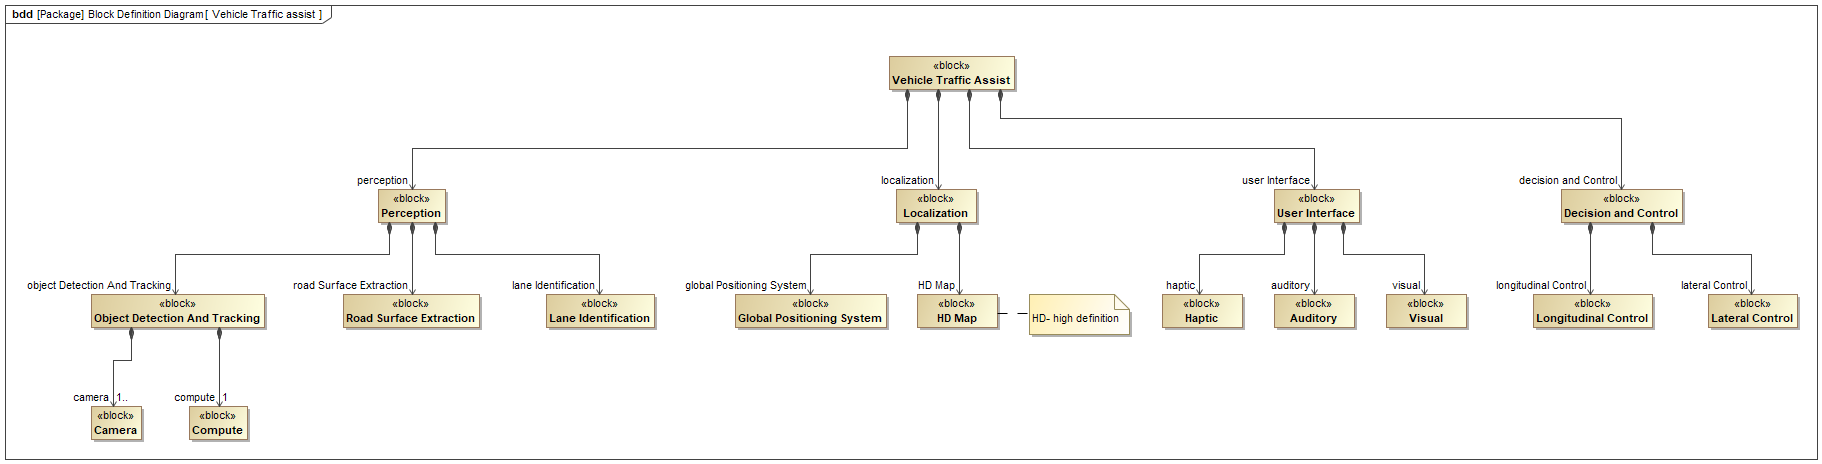 bdd [Package] Block Definition Diagram[ Vehicle Traffic assist ]
«block»
Vehicle Traffic Assist
perception
localization
user Interface
decision and Control
«block»
Perception
«block»
Localization
«block»
User Interface
«block»
Decision and Control
object Detection And Tracking
road Surface Extraction
lane Identification
global Positioning System
HD Map
haptic
auditory
visual
longitudinal Control
lateral Control
«block»
Object Detection And Tracking
«block»
Road Surface Extraction
«block»
Lane Identification
«block»
Global Positioning System
«block»
HD Map
HD- high definition
«block»
Haptic
«block»
Auditory
«block»
Visual
«block»
Longitudinal Control
«block»
Lateral Control
camera 1..
compute 1
«block»
Camera
«block»
Compute